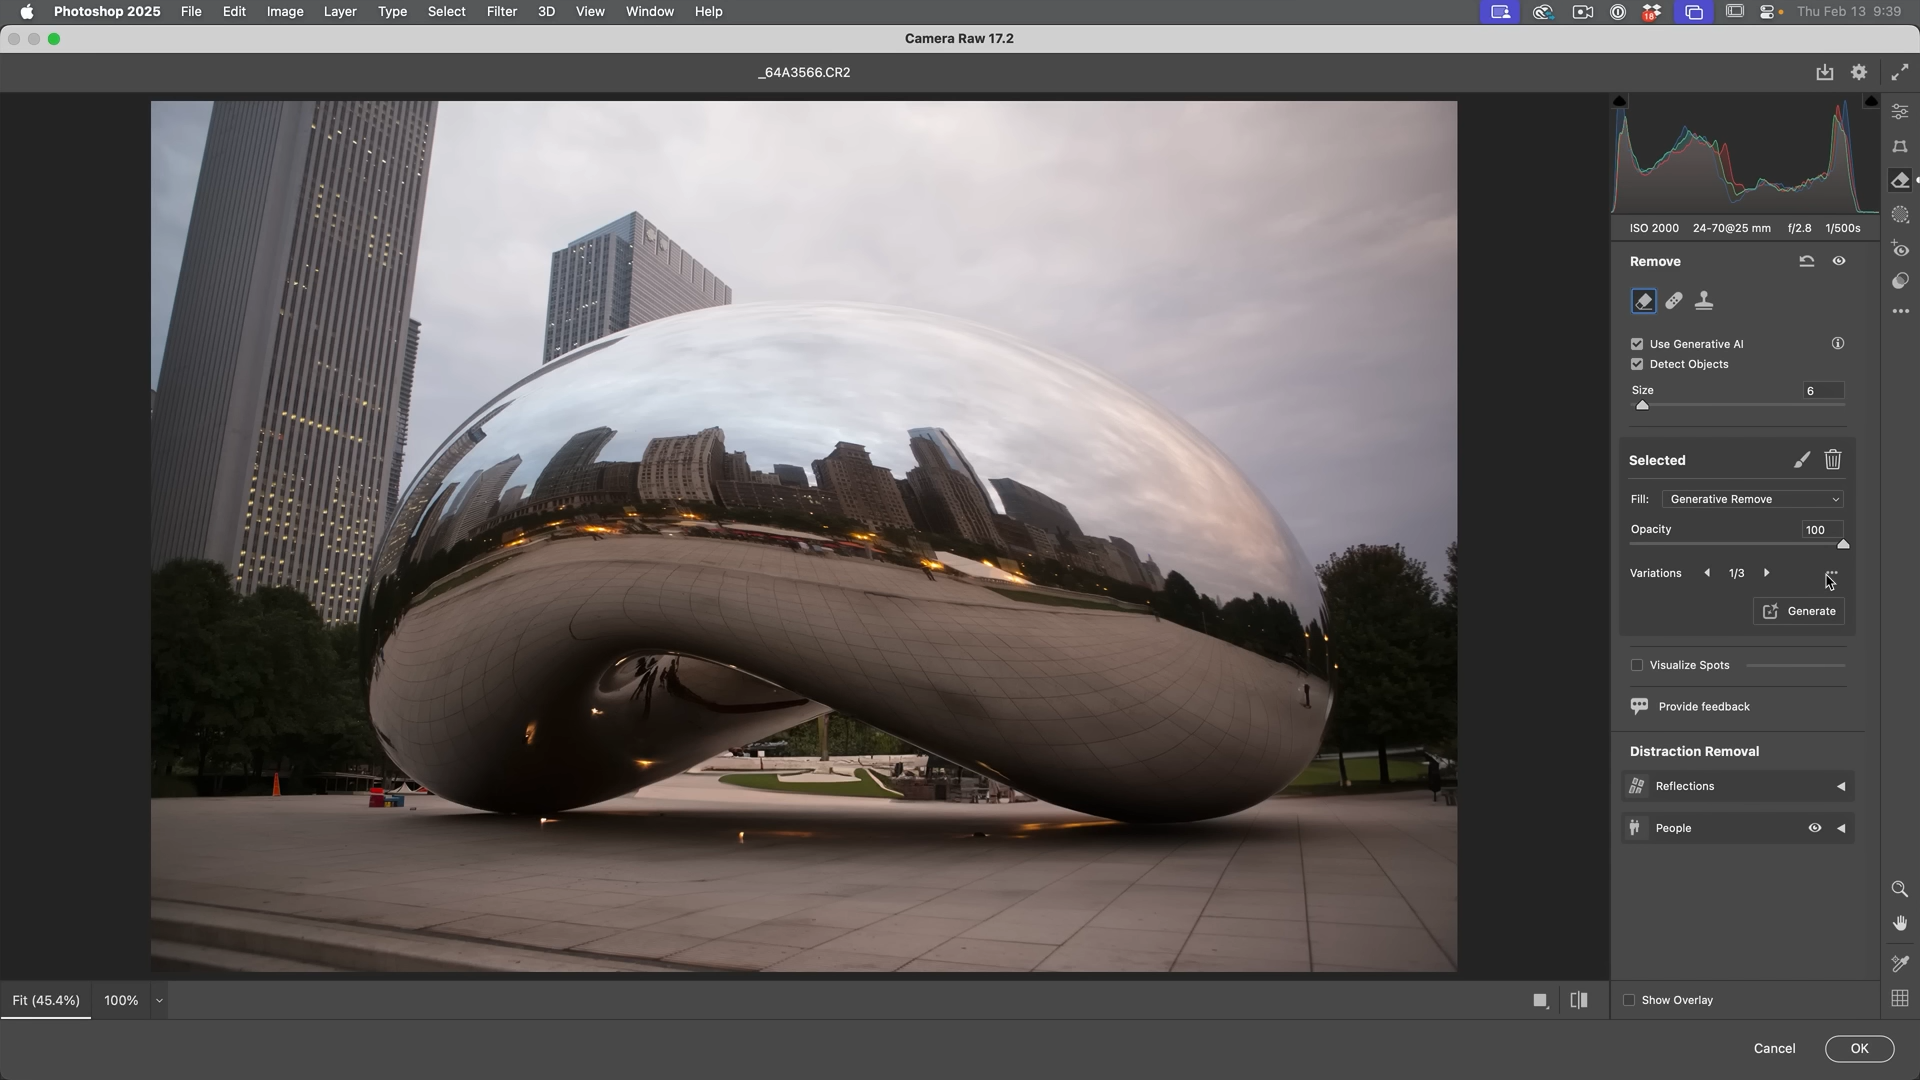 Photoshop 2025 File Edit Image Layer Type Select Filter 3D View Window Help 18 Thu Feb 13 9:39
Camera Raw 17.2
_64A3566.CR2
ISO 2000 24-70@25 mm f/2.8 1/500s
Remove
Use Generative AI
Detect Objects
Size 6
Selected
Fill: Generative Remove
Opacity 100
Variations 1/3
Generate
Visualize Spots
Provide feedback
Distraction Removal
Reflections
People
Fit (45.4%) 100% Show Overlay
Cancel OK